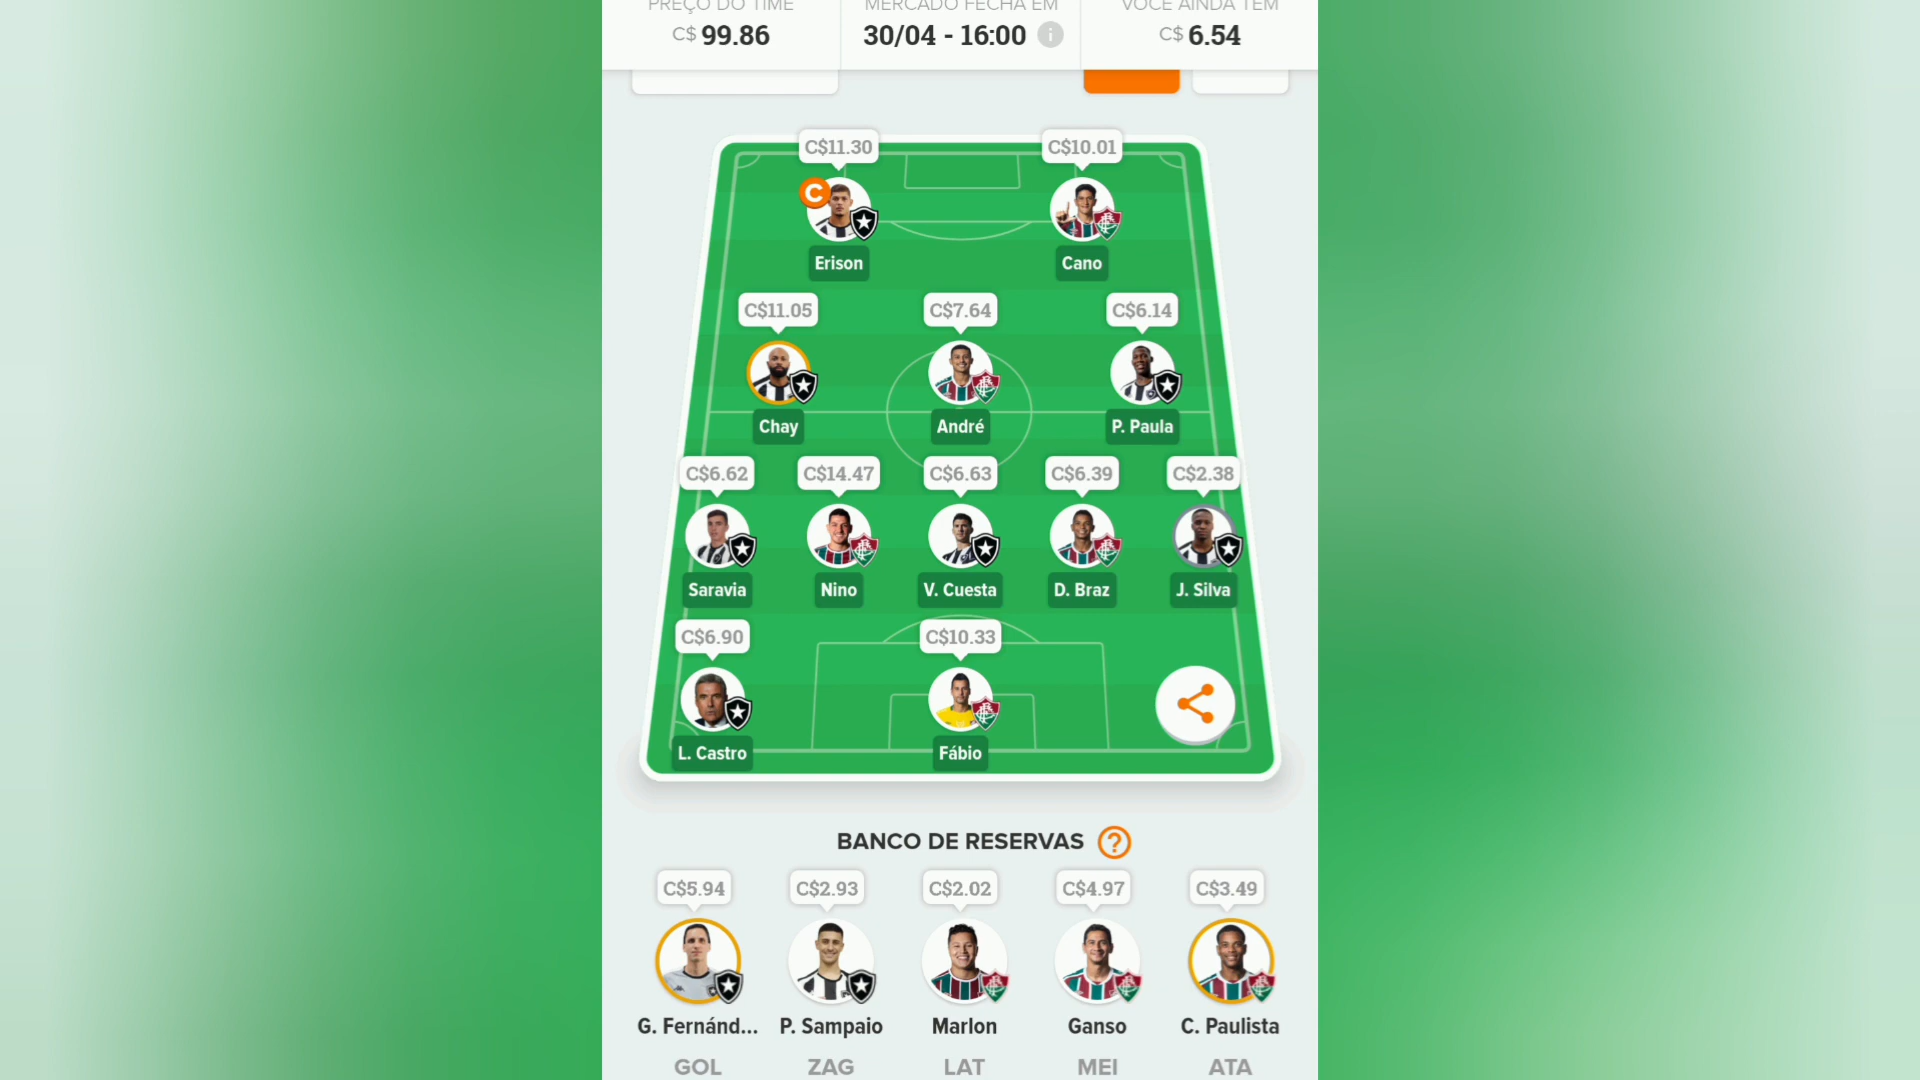 PREÇO DO TIME
MERCADO FECHA EM
VOCÊ AINDA TEM
C$ 99.86
30/04 - 16:00 i
C$ 6.54
C$11.30
C$10.01
C
Erison
Cano
C$11.05
C$7.64
C$6.14
Chay
André
P. Paula
C$6.62
C$14.47
C$6.63
C$6.39
C$2.38
Saravia
Nino
V. Cuesta
D. Braz
J. Silva
C$6.90
C$10.33
L. Castro
Fábio
BANCO DE RESERVAS ?
C$5.94
C$2.93
C$2.02
C$4.97
C$3.49
G. Fernánd...
P. Sampaio
Marlon
Ganso
C. Paulista
GOL
ZAG
LAT
MEI
ATA